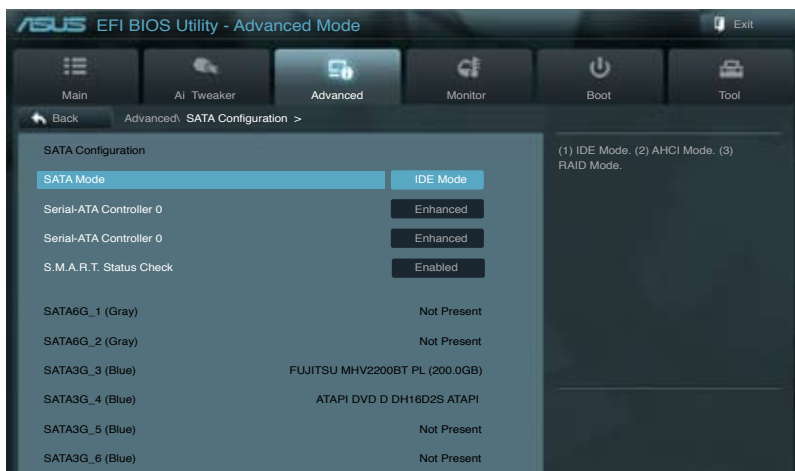 ASUS EFI BIOS Utility - Advanced Mode Exit
Main Ai Tweaker Advanced Monitor Boot Tool
Back Advanced\ SATA Configuration >
SATA Configuration
(1) IDE Mode. (2) AHCI Mode. (3)
RAID Mode.
SATA Mode IDE Mode
Serial-ATA Controller 0 Enhanced
Serial-ATA Controller 0 Enhanced
S.M.A.R.T. Status Check Enabled
SATA6G_1 (Gray) Not Present
SATA6G_2 (Gray) Not Present
SATA3G_3 (Blue) FUJITSU MHV2200BT PL (200.0GB)
SATA3G_4 (Blue) ATAPI DVD D DH16D2S ATAPI
SATA3G_5 (Blue) Not Present
SATA3G_6 (Blue) Not Present